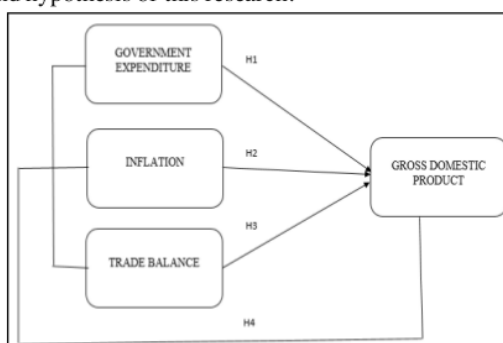 nd hypothesis of this research:
GOVERNMENT
EXPENDITURE
H1
INFLATION
H2
GROSS DOMESTIC
PRODUCT
TRADE BALANCE
H3
H4